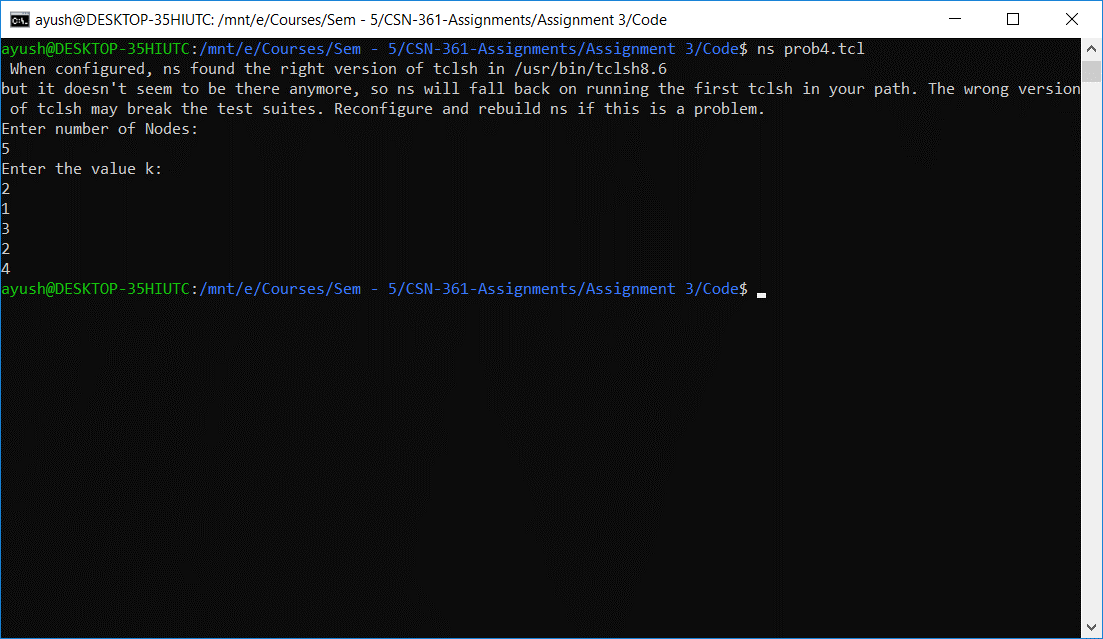 ayush@DESKTOP-35HIUTC: /mnt/e/Courses/Sem - 5/CSN-361-Assignments/Assignment 3/Code
ayush@DESKTOP-35HIUTC:/mnt/e/Courses/Sem - 5/CSN-361-Assignments/Assignment 3/Code$ ns prob4.tcl
 When configured, ns found the right version of tclsh in /usr/bin/tclsh8.6
but it doesn't seem to be there anymore, so ns will fall back on running the first tclsh in your path. The wrong version
 of tclsh may break the test suites. Reconfigure and rebuild ns if this is a problem.
Enter number of Nodes:
5
Enter the value k:
2
1
3
2
4
ayush@DESKTOP-35HIUTC:/mnt/e/Courses/Sem - 5/CSN-361-Assignments/Assignment 3/Code$